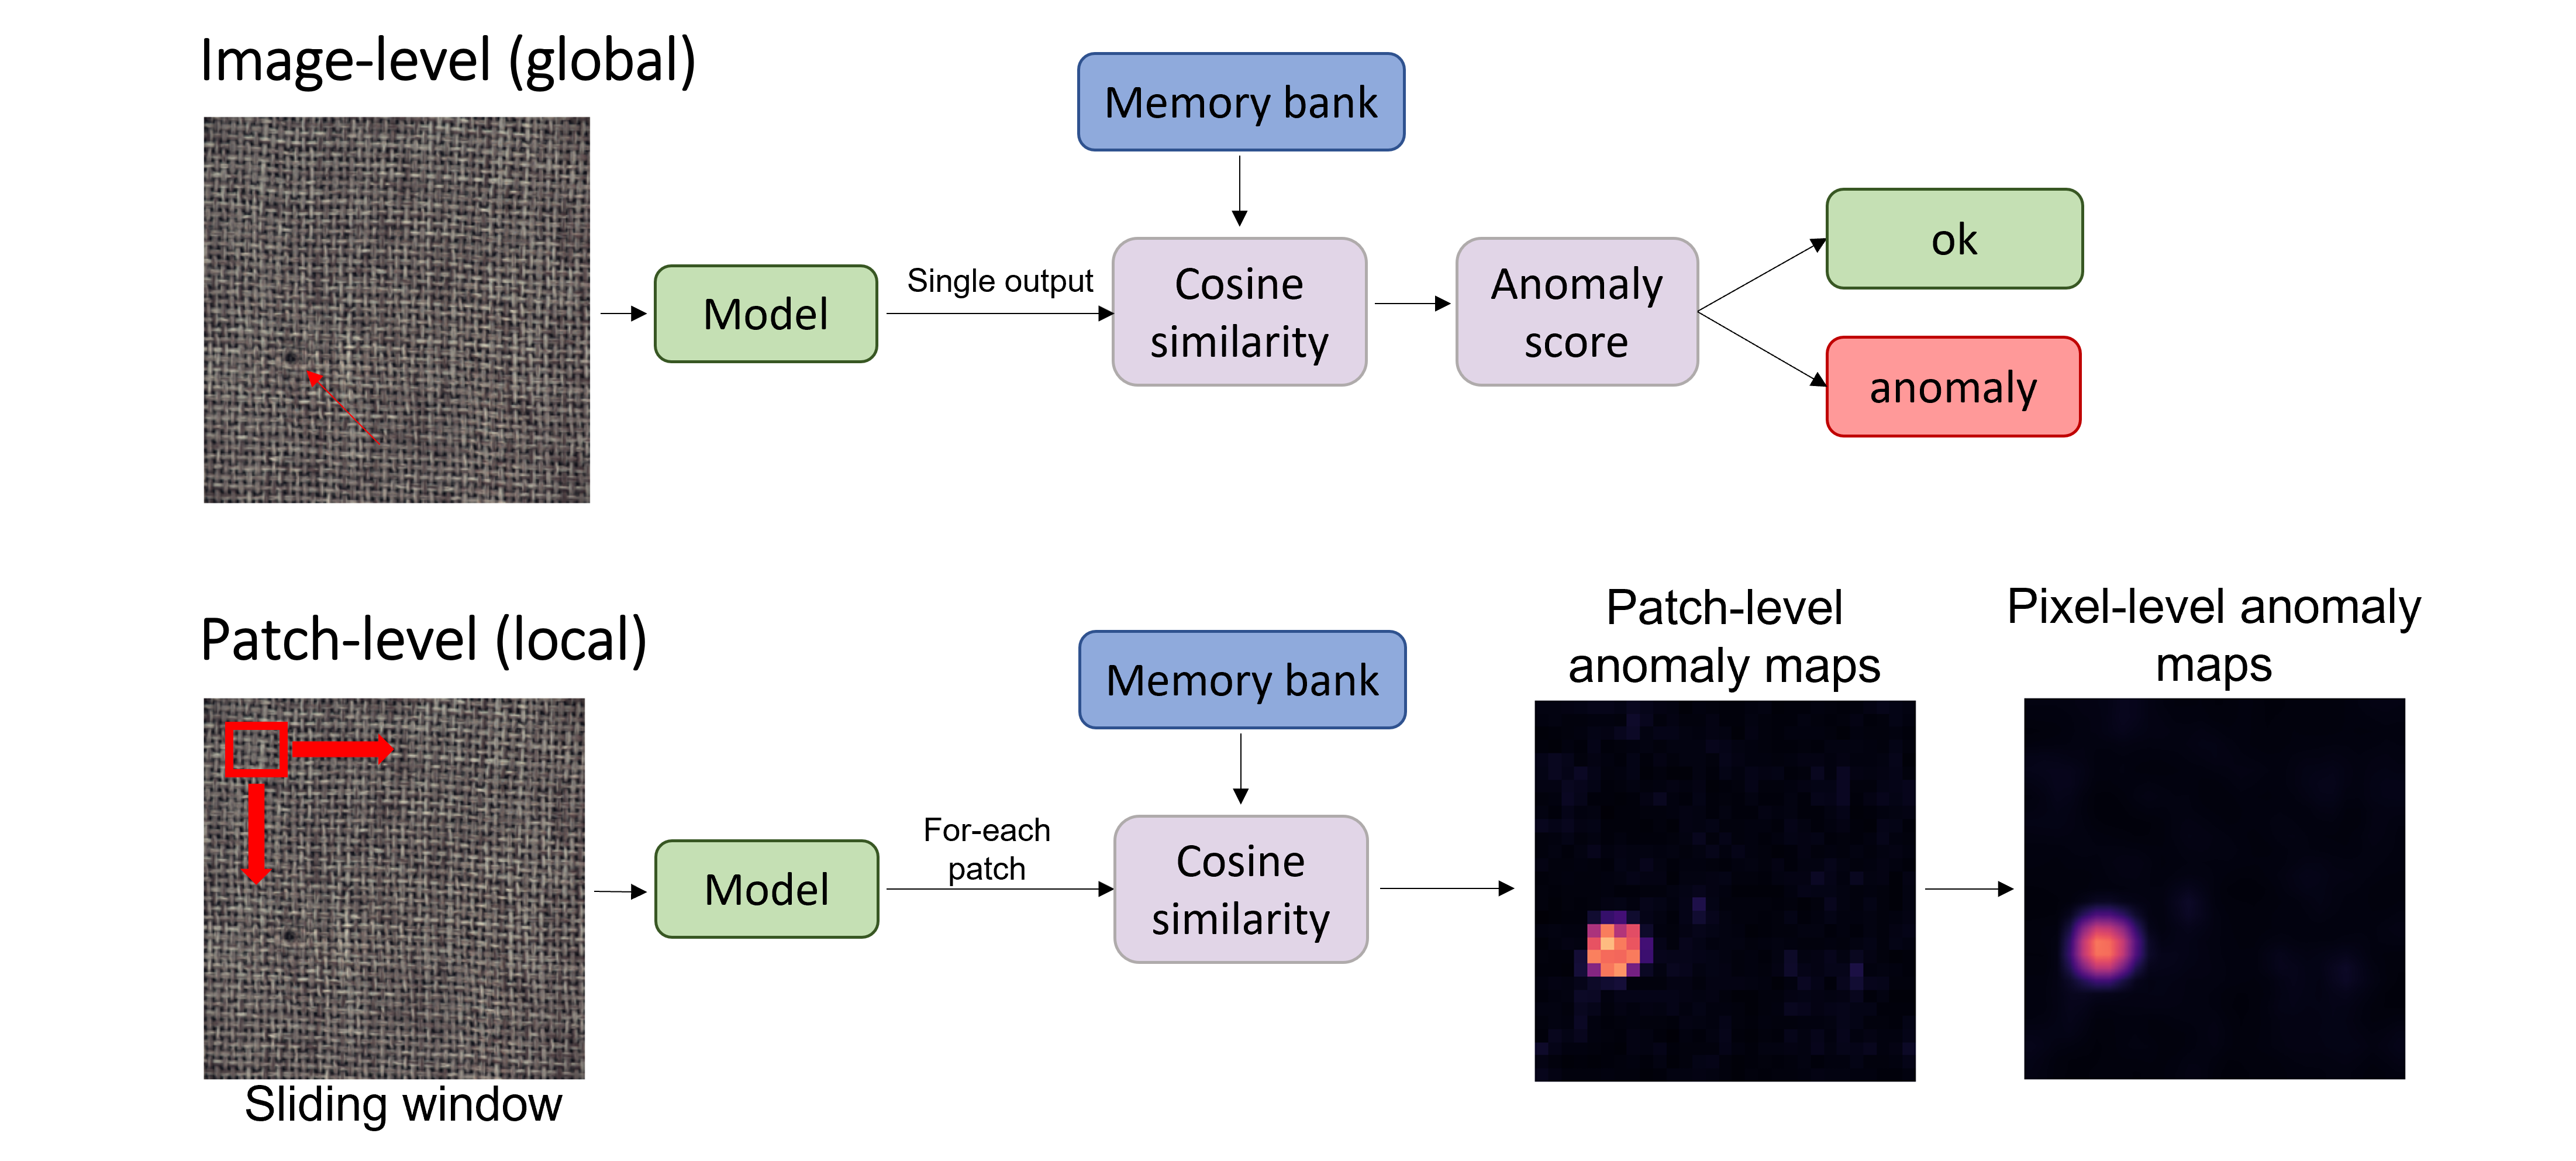 Image-level (global)
Memory bank
Model
Single output
Cosine
similarity
Anomaly
score
ok
anomaly
Patch-level (local)
Sliding window
Memory bank
Model
For-each
patch
Cosine
similarity
Patch-level
anomaly maps
Pixel-level anomaly
maps